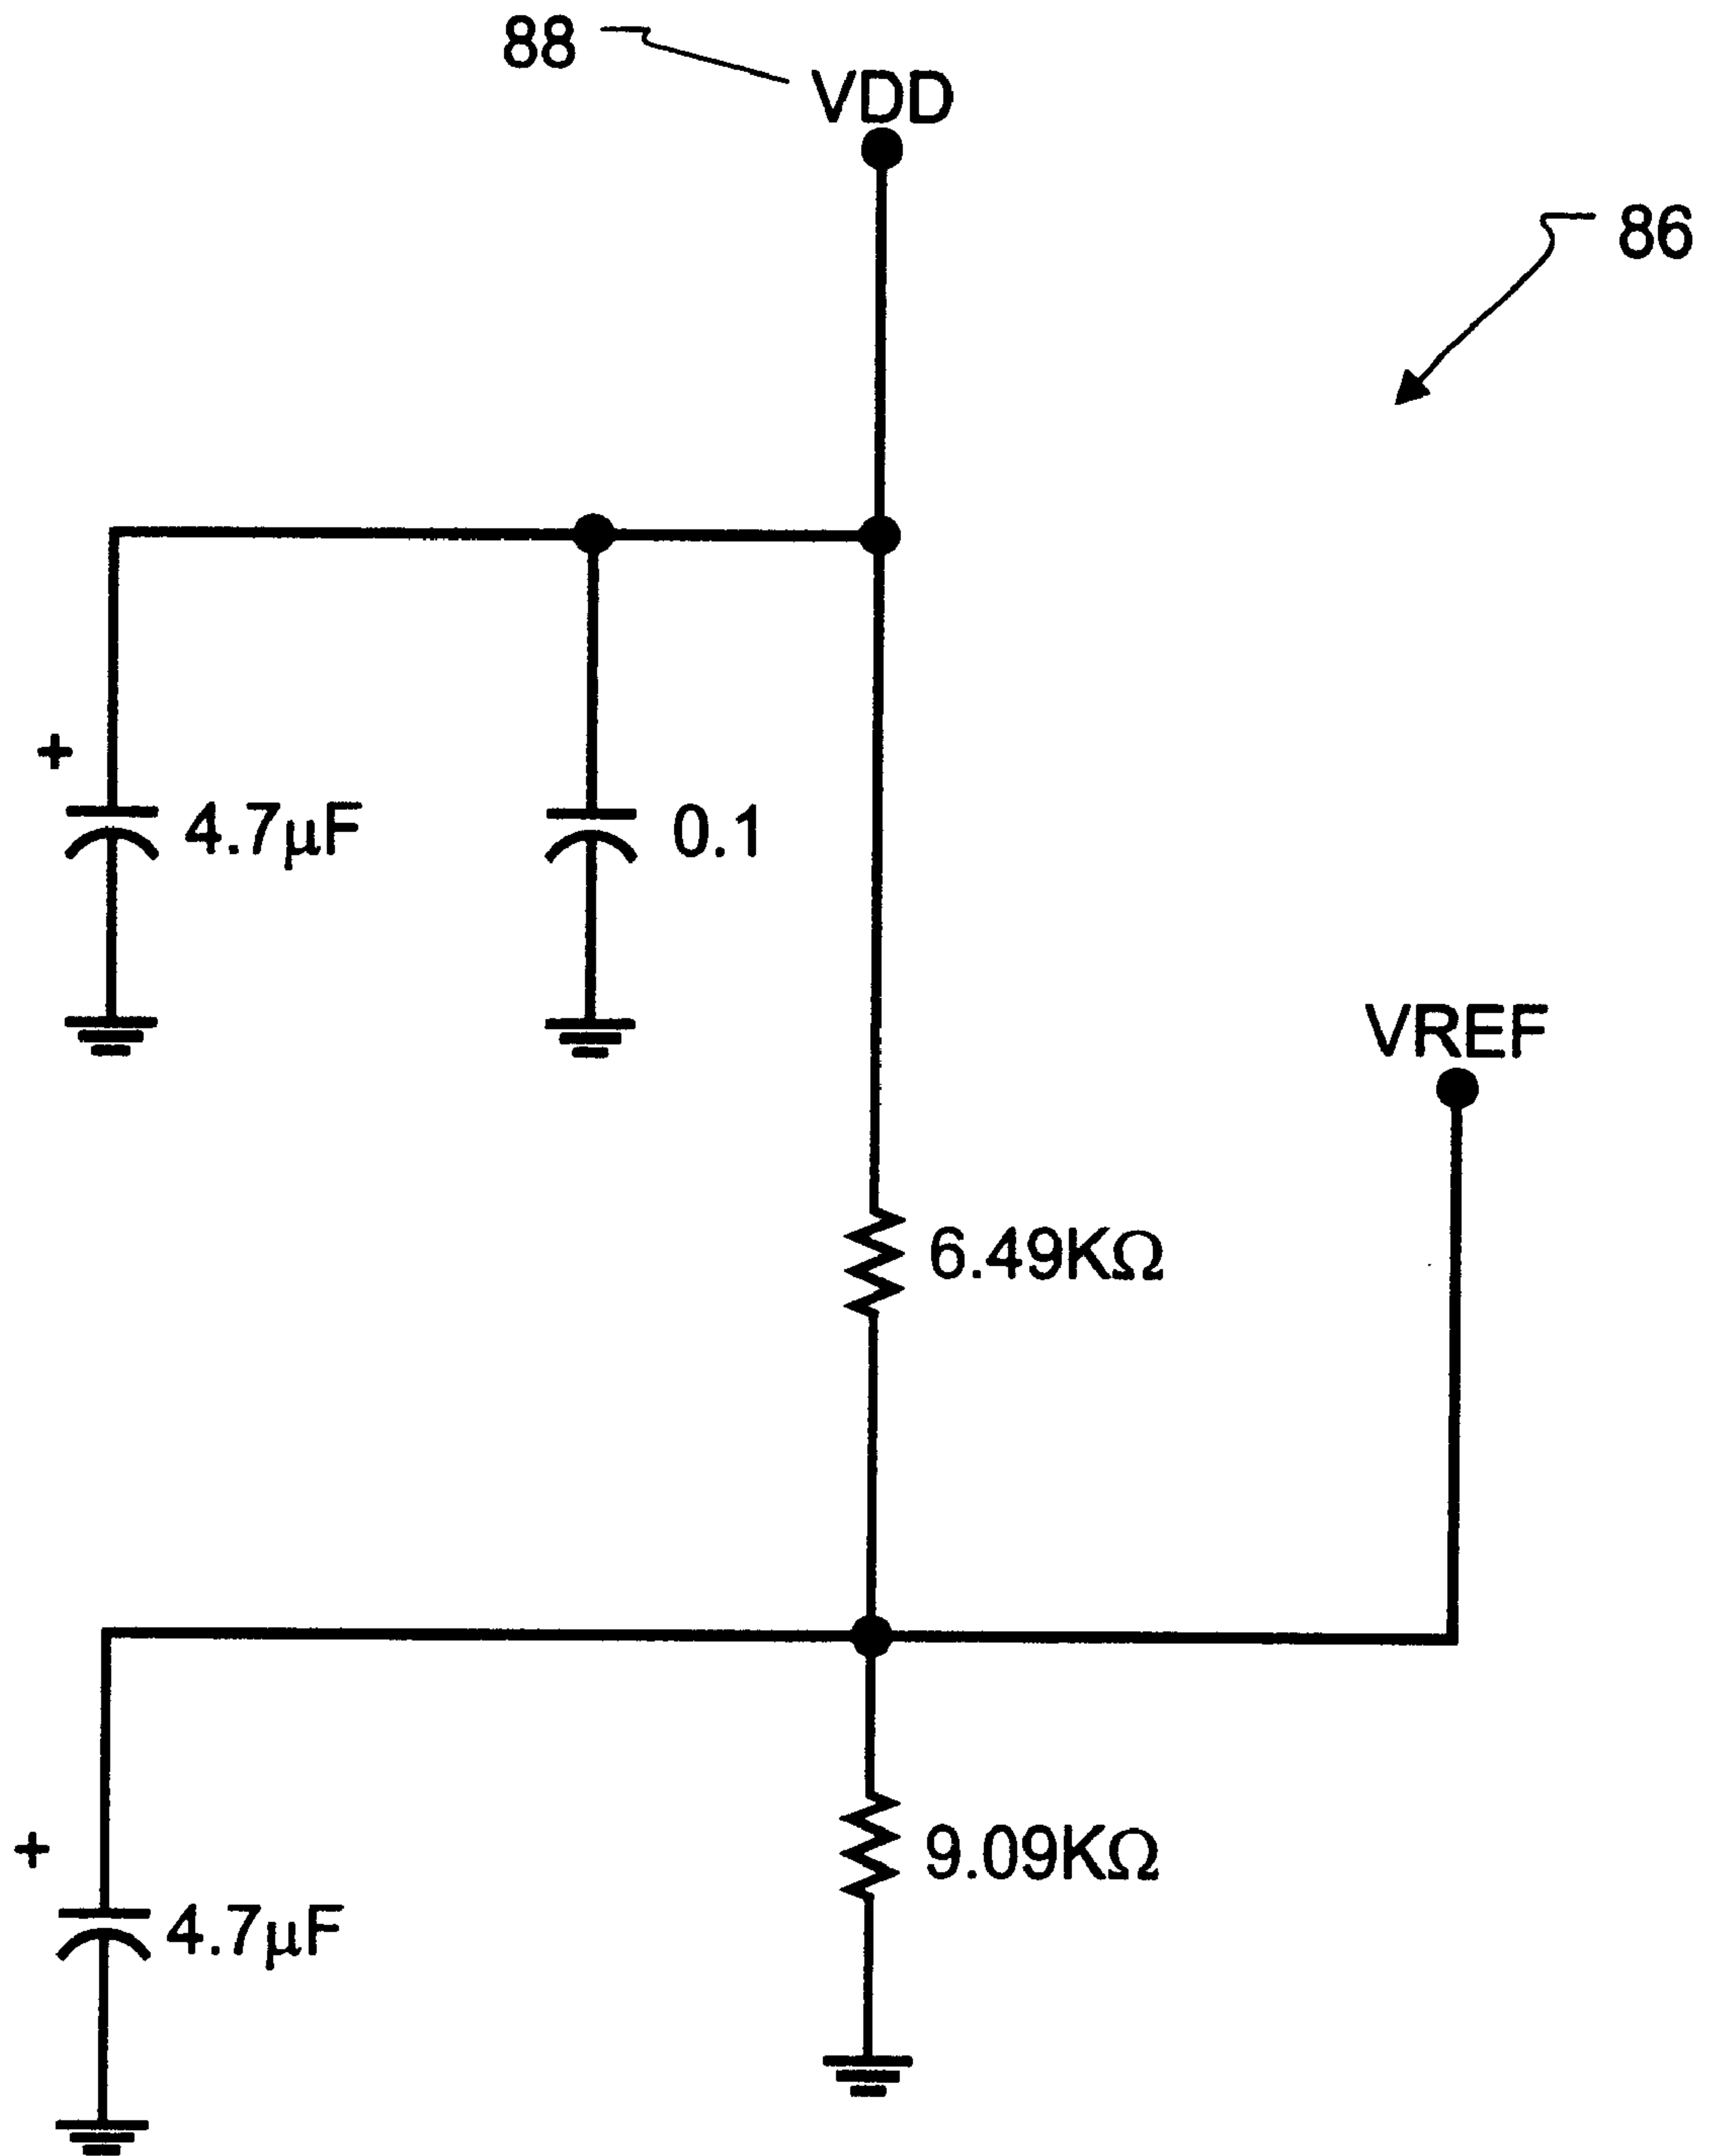 88
VDD
86
+
4.7µF
0.1
VREF
6.49KΩ
+
9.09KΩ
4.7µF